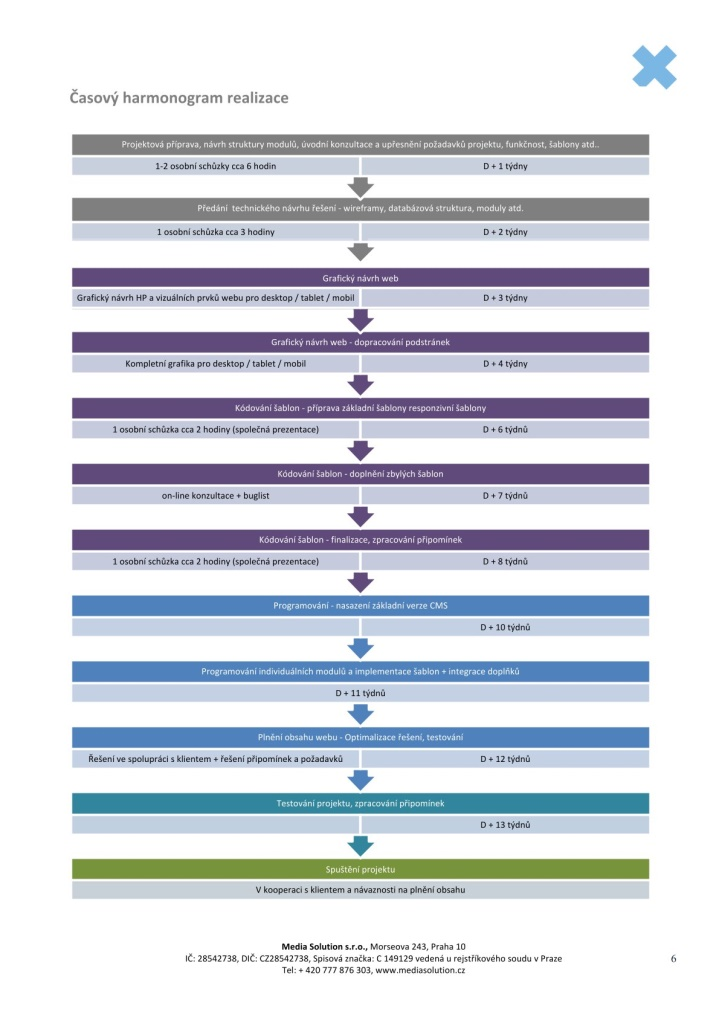 Časový harmonogram realizace
Projektová příprava, návrh struktury modulů, úvodní konzultace a upřesnění požadavků projektu, funkčnost, šablony atd..
1-2 osobní schůzky cca 6 hodin
D + 1 týdny
Předání technického návrhu řešení - wireframy, databázová struktura, moduly atd.
1 osobní schůzka cca 3 hodiny
D + 2 týdny
Grafický návrh web
Grafický návrh HP a vizuálních prvků webu pro desktop / tablet / mobil
D + 3 týdny
Grafický návrh web - dopracování podstránek
Kompletní grafika pro desktop / tablet / mobil
D + 4 týdny
Kódování šablon - příprava základní šablony responzivní šablony
1 osobní schůzka cca 2 hodiny (společná prezentace)
D + 6 týdnů
Kódování šablon - doplnění zbylých šablon
on-line konzultace + buglist
D + 7 týdnů
Kódování šablon - finalizace, zpracování připomínek
1 osobní schůzka cca 2 hodiny (společná prezentace)
D + 8 týdnů
Programování - nasazení základní verze CMS
D + 10 týdnů
Programování individuálních modulů a implementace šablon + integrace doplňků
D + 11 týdnů
Plnění obsahu webu - Optimalizace řešení, testování
Řešení ve spolupráci s klientem + řešení připomínek a požadavků
D + 12 týdnů
Testování projektu, zpracování připomínek
D + 13 týdnů
Spuštění projektu
V kooperaci s klientem a návaznosti na plnění obsahu
Media Solution s.r.o., Morseova 243, Praha 10
IČ: 28542738, DIČ: CZ28542738, Spisová značka: C 149129 vedená u rejstříkového soudu v Praze
6
Tel: + 420 777 876 303, www.mediasolution.cz